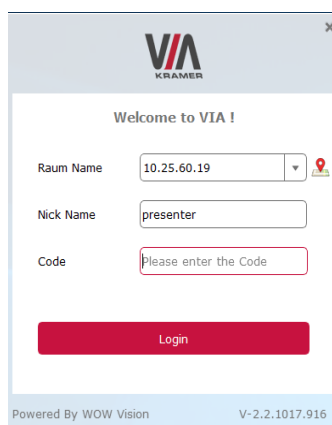 VIA
KRAMER
Welcome to VIA !
Raum Name 10.25.60.19
Nick Name presenter
Code Please enter the Code
Login
Powered By WOW Vision V-2.2.1017.916